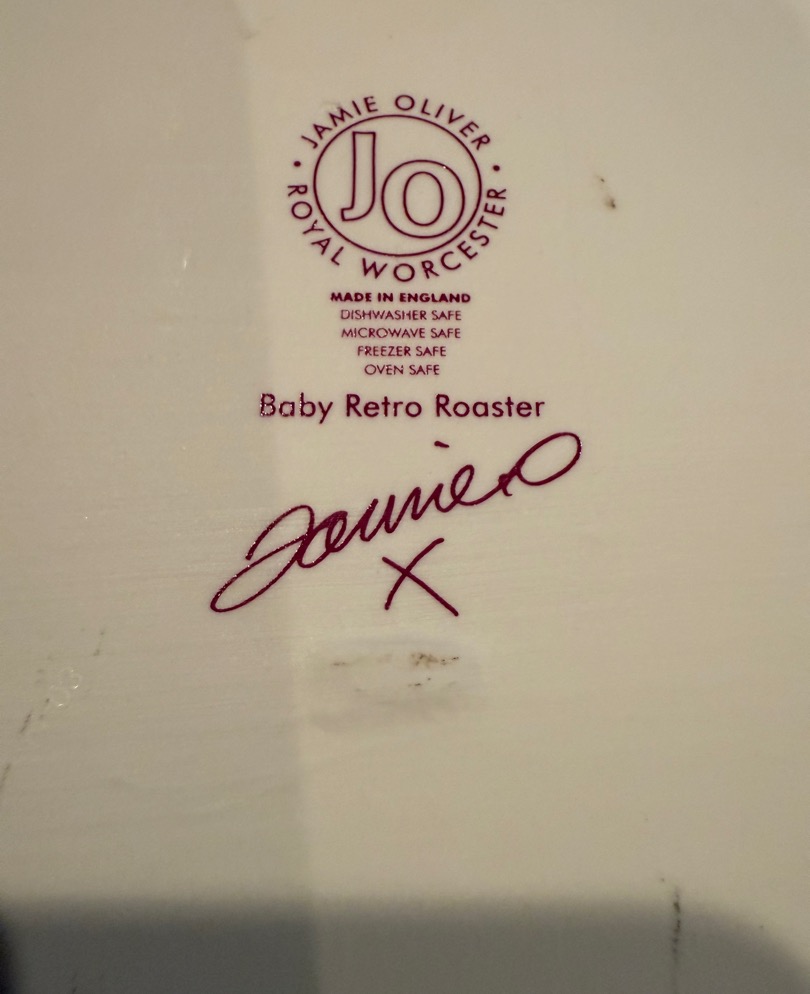 • JAMIE OLIVER •
JO
ROYAL WORCESTER
MADE IN ENGLAND
DISHWASHER SAFE
MICROWAVE SAFE
FREEZER SAFE
OVEN SAFE
Baby Retro Roaster
Jamie O
X